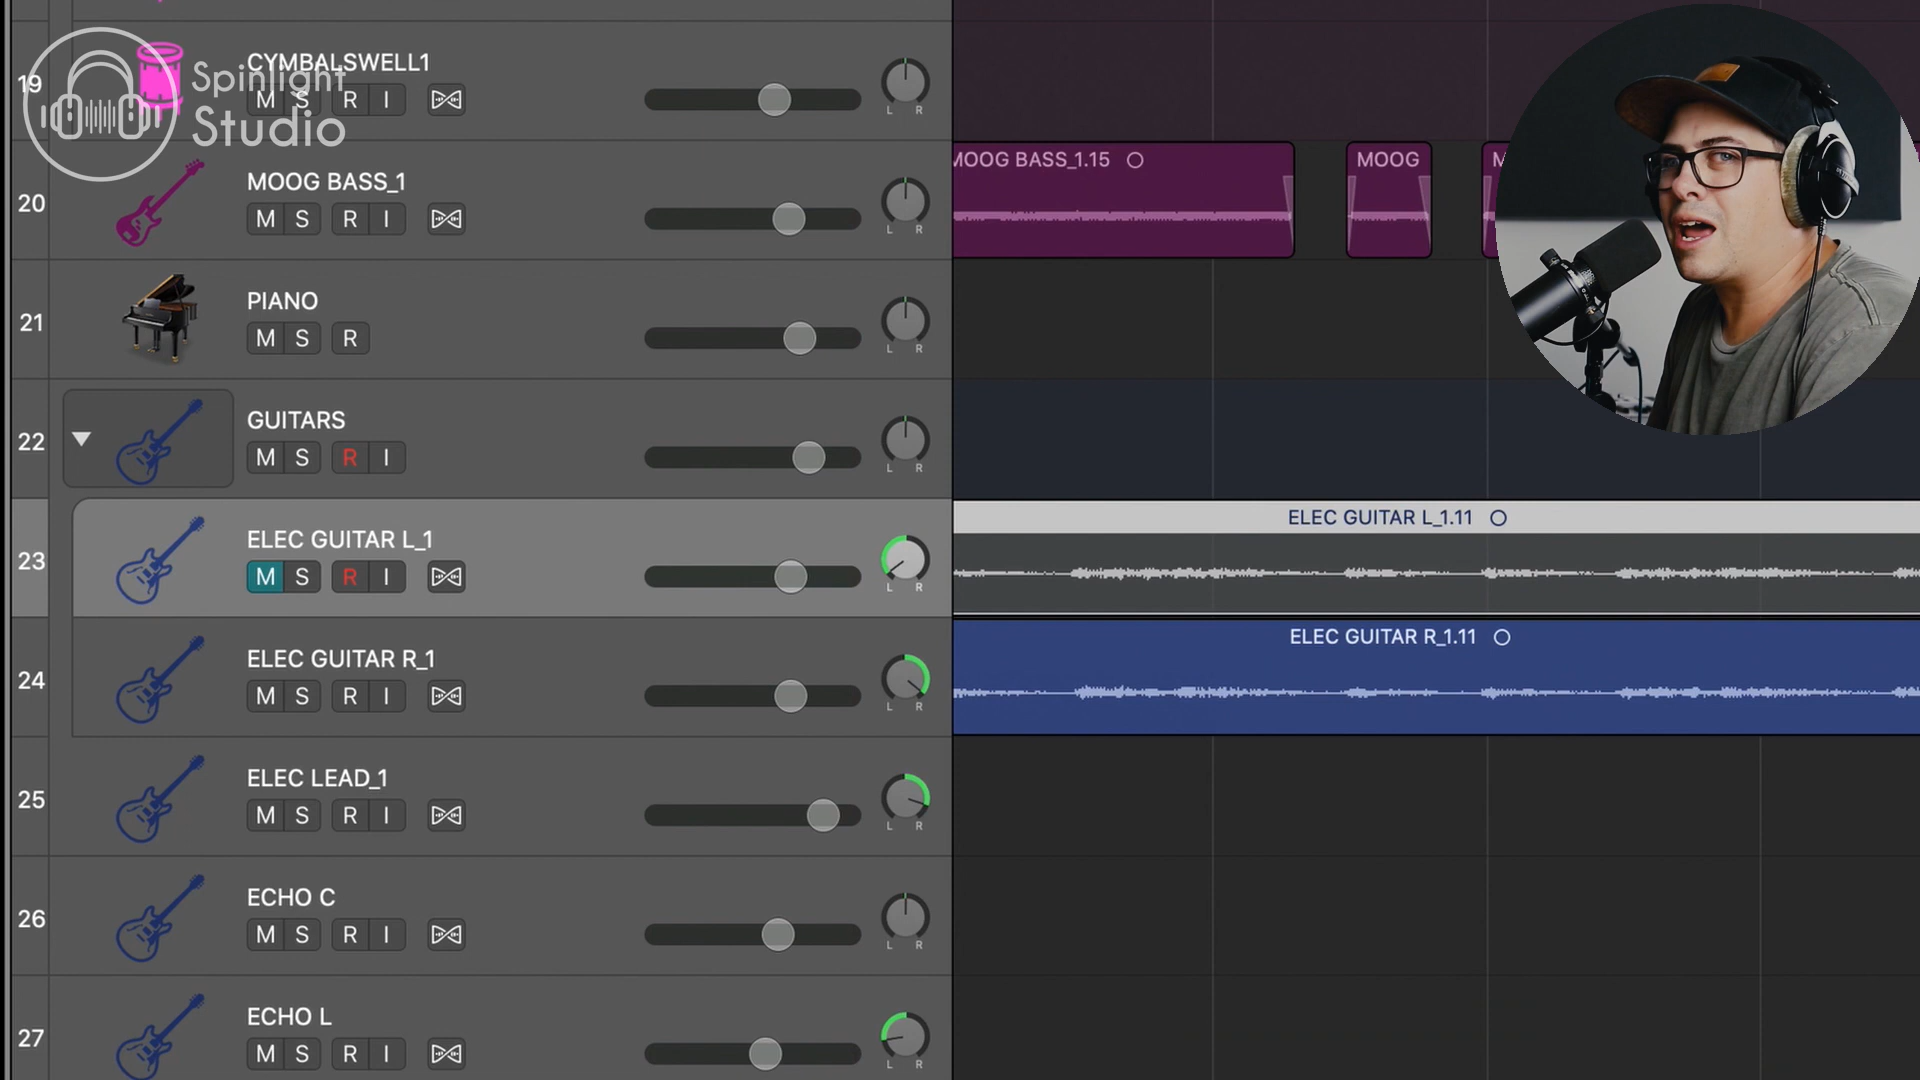 Spinlight
Studio
19
CYMBALSWELL1
M S R I
L R
20
MOOG BASS_1
M S R I
L R
MOOG BASS_1.15
MOOG
M
21
PIANO
M S R
L R
22
GUITARS
M S R I
L R
23
ELEC GUITAR L_1
M S R I
L R
ELEC GUITAR L_1.11
24
ELEC GUITAR R_1
M S R I
L R
ELEC GUITAR R_1.11
25
ELEC LEAD_1
M S R I
L R
26
ECHO C
M S R I
L R
27
ECHO L
M S R I
L R